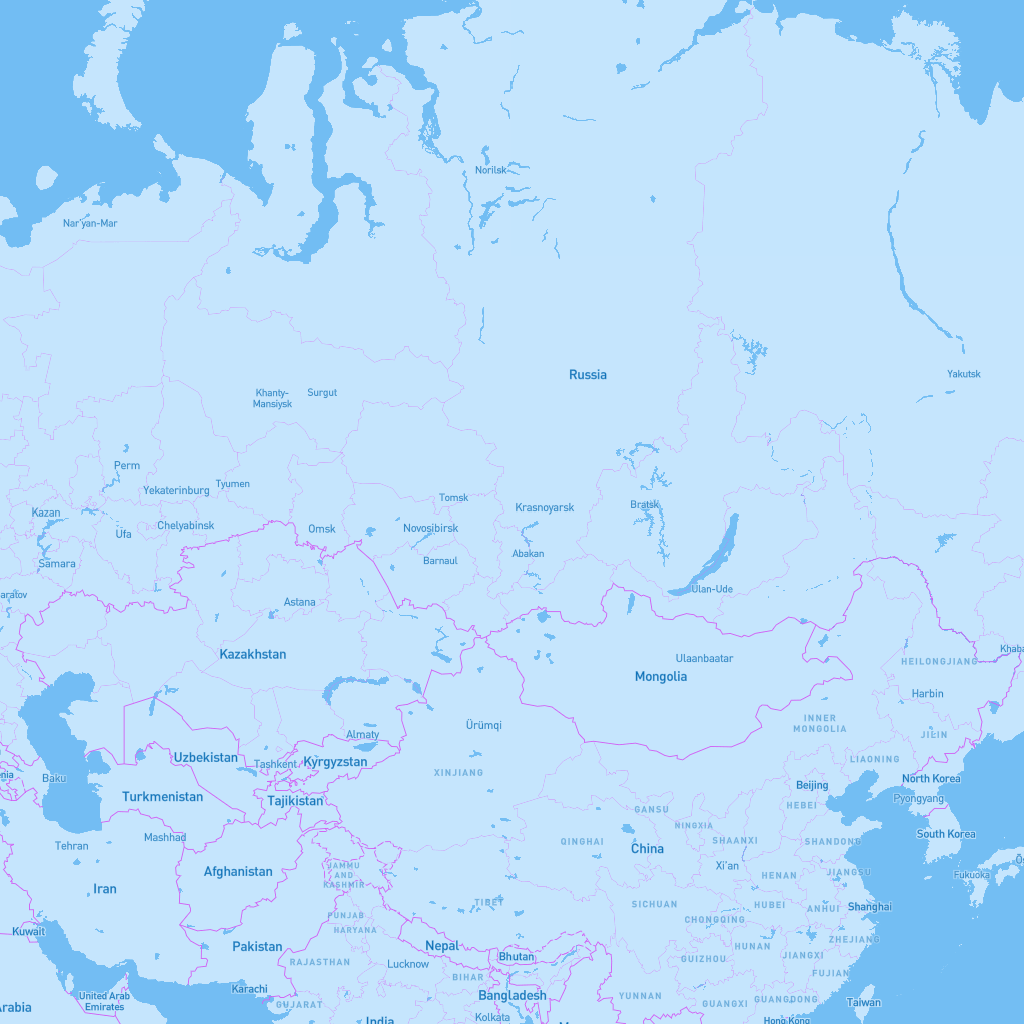 Norilsk
Nar'yan-Mar
Russia
Yakutsk
Khanty-
Mansiysk
Surgut
Perm
Yekaterinburg
Tyumen
Tomsk
Krasnoyarsk
Bratsk
Kazan
Ufa
Chelyabinsk
Omsk
Novosibirsk
Samara
Barnaul
Abakan
aratov
Astana
Ulan-Ude
Kazakhstan
Ulaanbaatar
Mongolia
HEILONGJIANG
Khaba
Harbin
Ürümqi
INNER
MONGOLIA
Almaty
JILIN
Uzbekistan
Tashkent
Kyrgyzstan
XINJIANG
LIAONING
Baku
North Korea
Beijing
Turkmenistan
Tajikistan
Pyongyang
HEBEI
GANSU
NINGXIA
South Korea
Mashhad
Tehran
QINGHAI
China
SHAANXI
SHANDONG
Xi'an
Afghanistan
JAMMU
AND
KASHMIR
HENAN
JIANGSU
Fukuoka
Iran
TIBET
SICHUAN
HUBEI
ANHUI
Shanghai
PUNJAB
HARYANA
CHONGQING
Kuwait
Pakistan
Nepal
HUNAN
ZHEJIANG
Bhutan
GUIZHOU
JIANGXI
RAJASTHAN
Lucknow
BIHAR
FUJIAN
Karachi
United Arab
Emirates
Bangladesh
YUNNAN
GUANGXI
GUANGDONG
Taiwan
GUJARAT
Arabia
India
Kolkata
Hong Kong